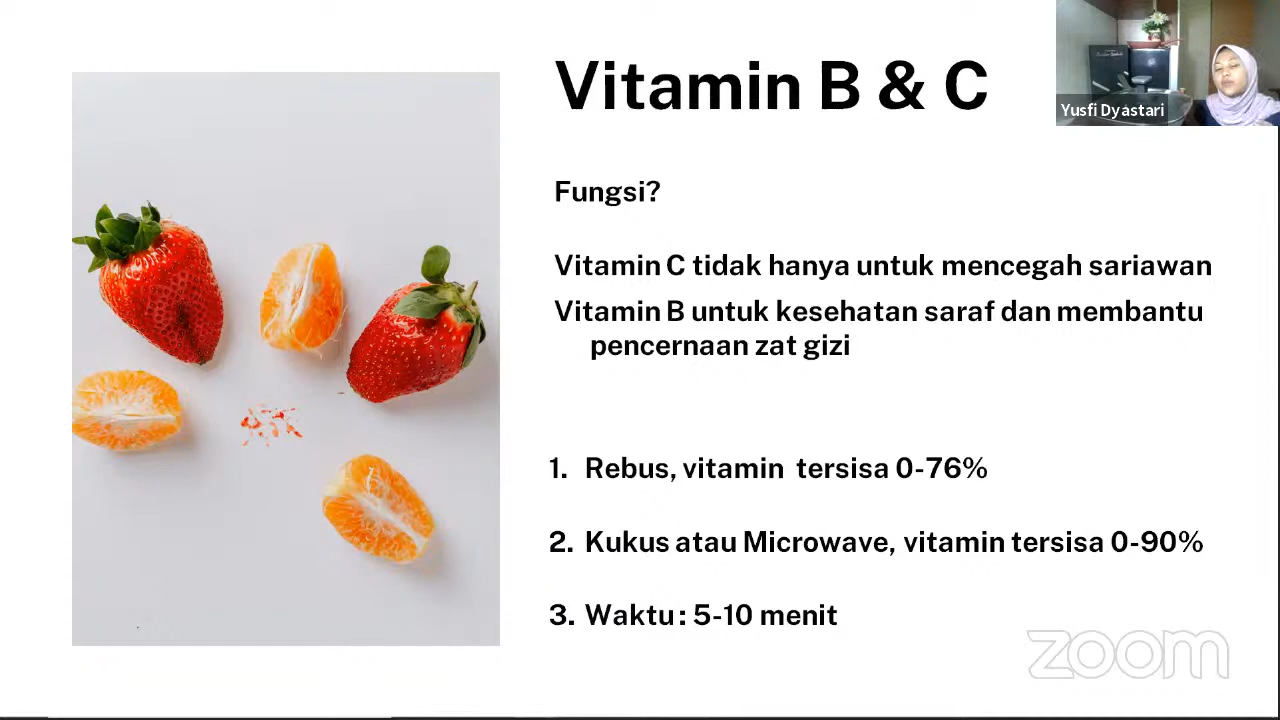 Vitamin B & C
Yusfi Dyastari
Fungsi?
Vitamin C tidak hanya untuk mencegah sariawan
Vitamin B untuk kesehatan saraf dan membantu
pencernaan zat gizi
1. Rebus, vitamin tersisa 0-76%
2. Kukus atau Microwave, vitamin tersisa 0-90%
3. Waktu : 5-10 menit
zoom